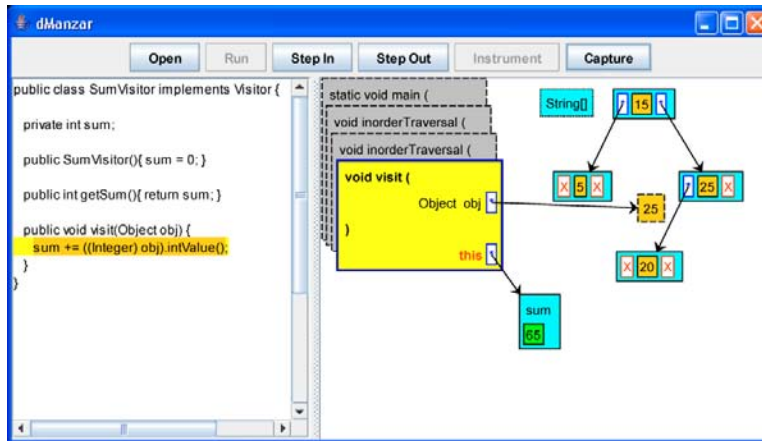 dManzar
Open Run Step In Step Out Instrument Capture
public class SumVisitor implements Visitor {
private int sum;
public SumVisitor(){ sum = 0; }
public int getSum(){ return sum; }
public void visit(Object obj) {
sum += ((Integer) obj).intValue();
}
}
static void main (
void inorderTraversal (
void inorderTraversal (
void visit (
Object obj
)
this
String[]
15
X 5 X
25
25
X 20 X
sum
65